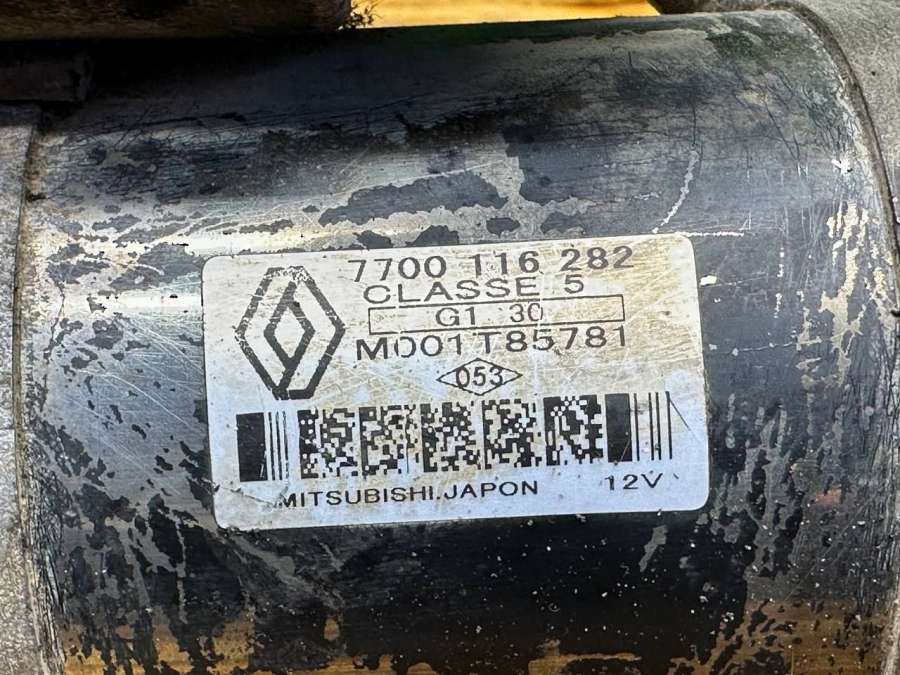 7700 116 282
CLASSE 5
G1 30
M001T85781
053
MITSUBISHI.JAPON 12V